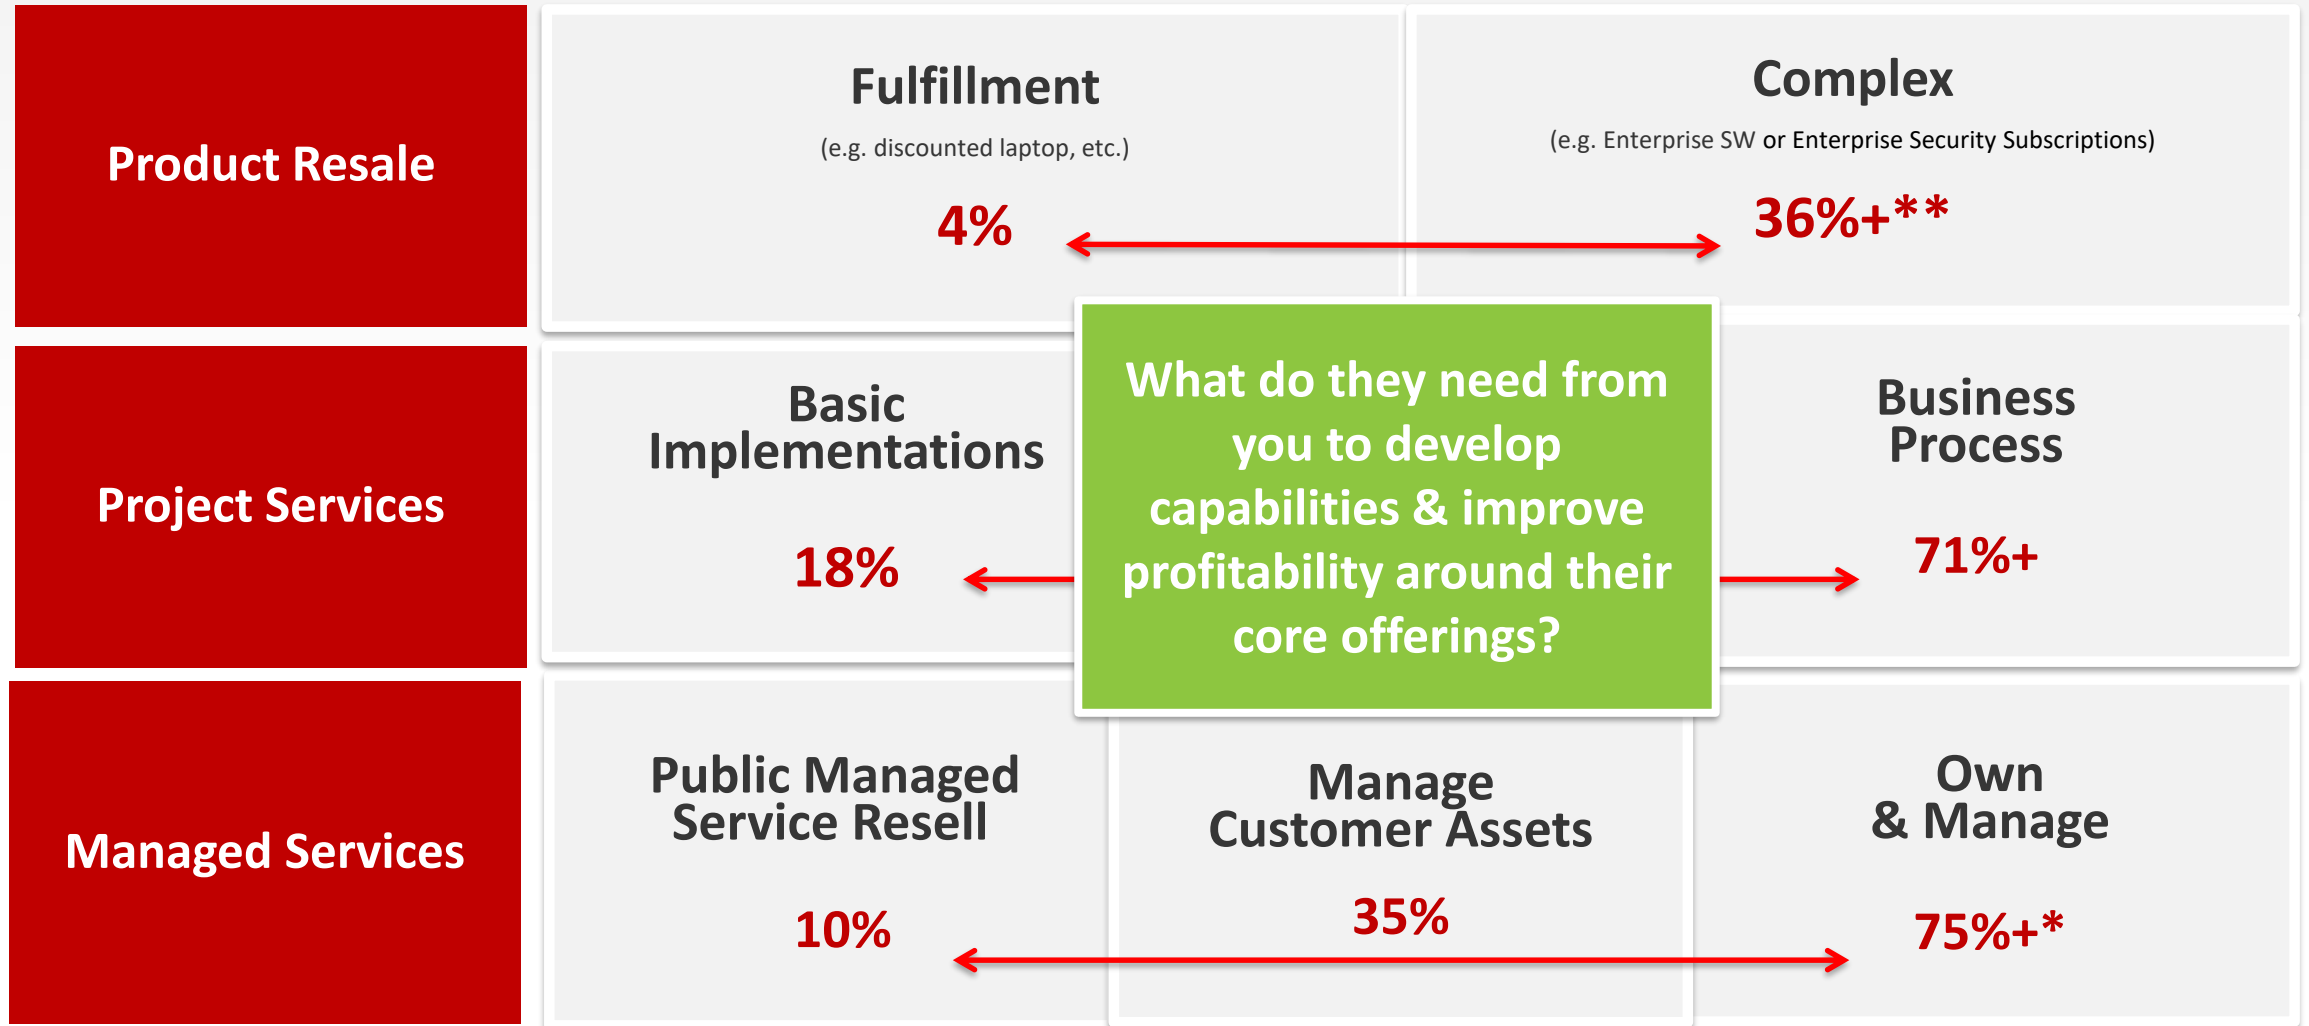 Product Resale
Fulfillment
(e.g. discounted laptop, etc.)
4%
Complex
(e.g. Enterprise SW or Enterprise Security Subscriptions)
36%+**
Project Services
Basic
Implementations
18%
What do they need from
you to develop
capabilities & improve
profitability around their
core offerings?
Business
Process
71%+
Managed Services
Public Managed
Service Resell
10%
Manage
Customer Assets
35%
Own
& Manage
75%+*